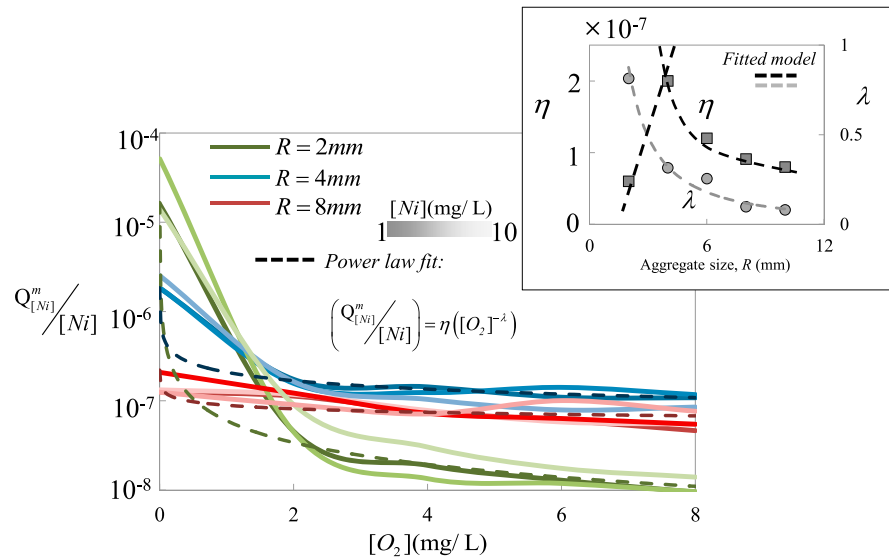 ×10⁻⁷
η
2
1
0
η
λ
Fitted model
1
0.5
0
λ
0
6
12
Aggregate size, R (mm)
10⁻⁴
10⁻⁵
10⁻⁶
10⁻⁷
10⁻⁸
Q^m_[Ni]/[Ni]
R = 2mm
R = 4mm
R = 8mm
[Ni](mg/L)
1
10
Power law fit:
(Q^m_[Ni]/[Ni]) = η([O₂]^-λ)
0
2
4
6
8
[O₂](mg/L)